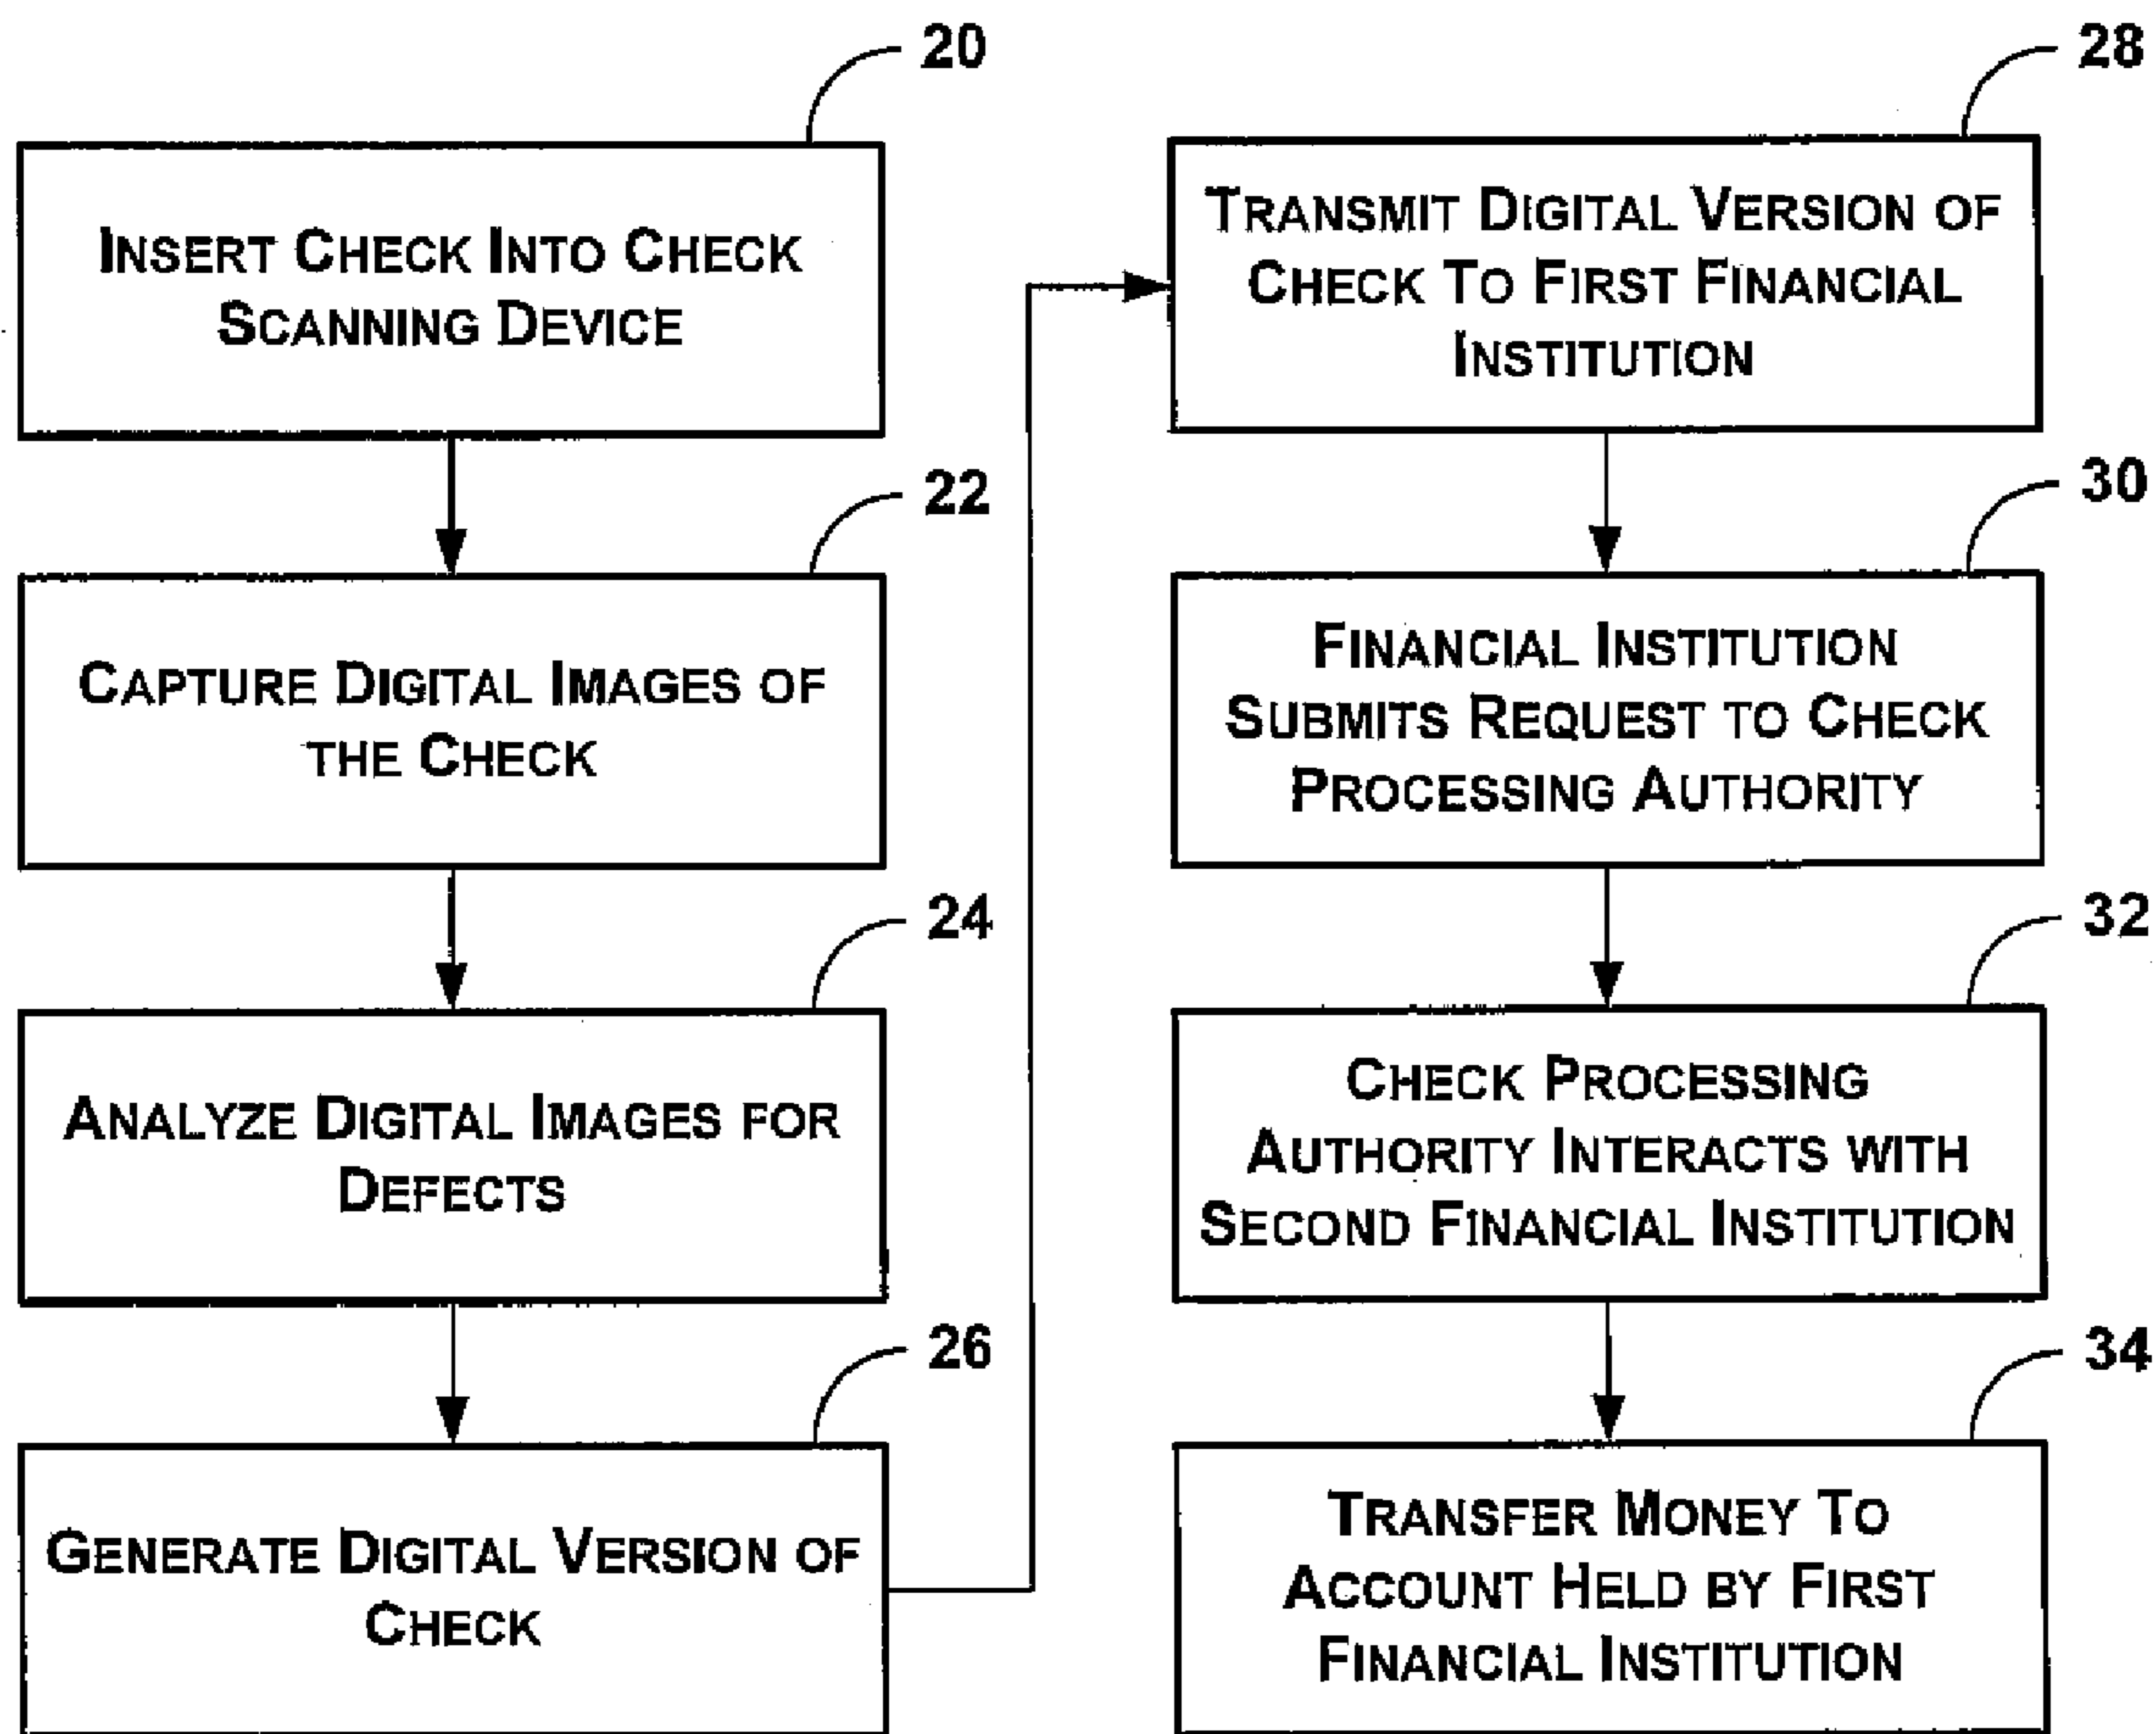 20
INSERT CHECK INTO CHECK
SCANNING DEVICE
22
CAPTURE DIGITAL IMAGES OF
THE CHECK
24
ANALYZE DIGITAL IMAGES FOR
DEFECTS
26
GENERATE DIGITAL VERSION OF
CHECK
28
TRANSMIT DIGITAL VERSION OF
CHECK TO FIRST FINANCIAL
INSTITUTION
30
FINANCIAL INSTITUTION
SUBMITS REQUEST TO CHECK
PROCESSING AUTHORITY
32
CHECK PROCESSING
AUTHORITY INTERACTS WITH
SECOND FINANCIAL INSTITUTION
34
TRANSFER MONEY TO
ACCOUNT HELD BY FIRST
FINANCIAL INSTITUTION